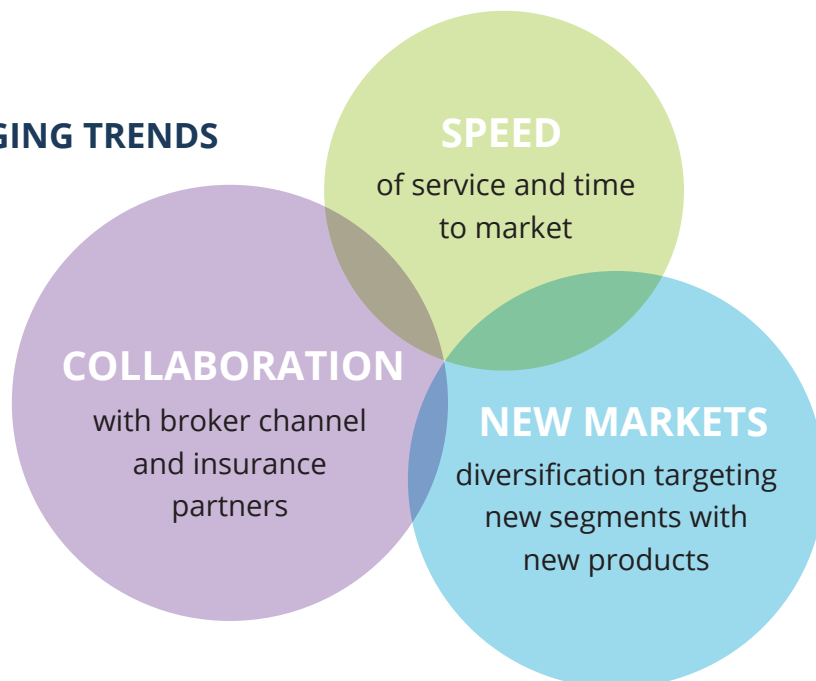 GING TRENDS
SPEED
of service and time
to market
COLLABORATION
with broker channel
and insurance
partners
NEW MARKETS
diversification targeting
new segments with
new products